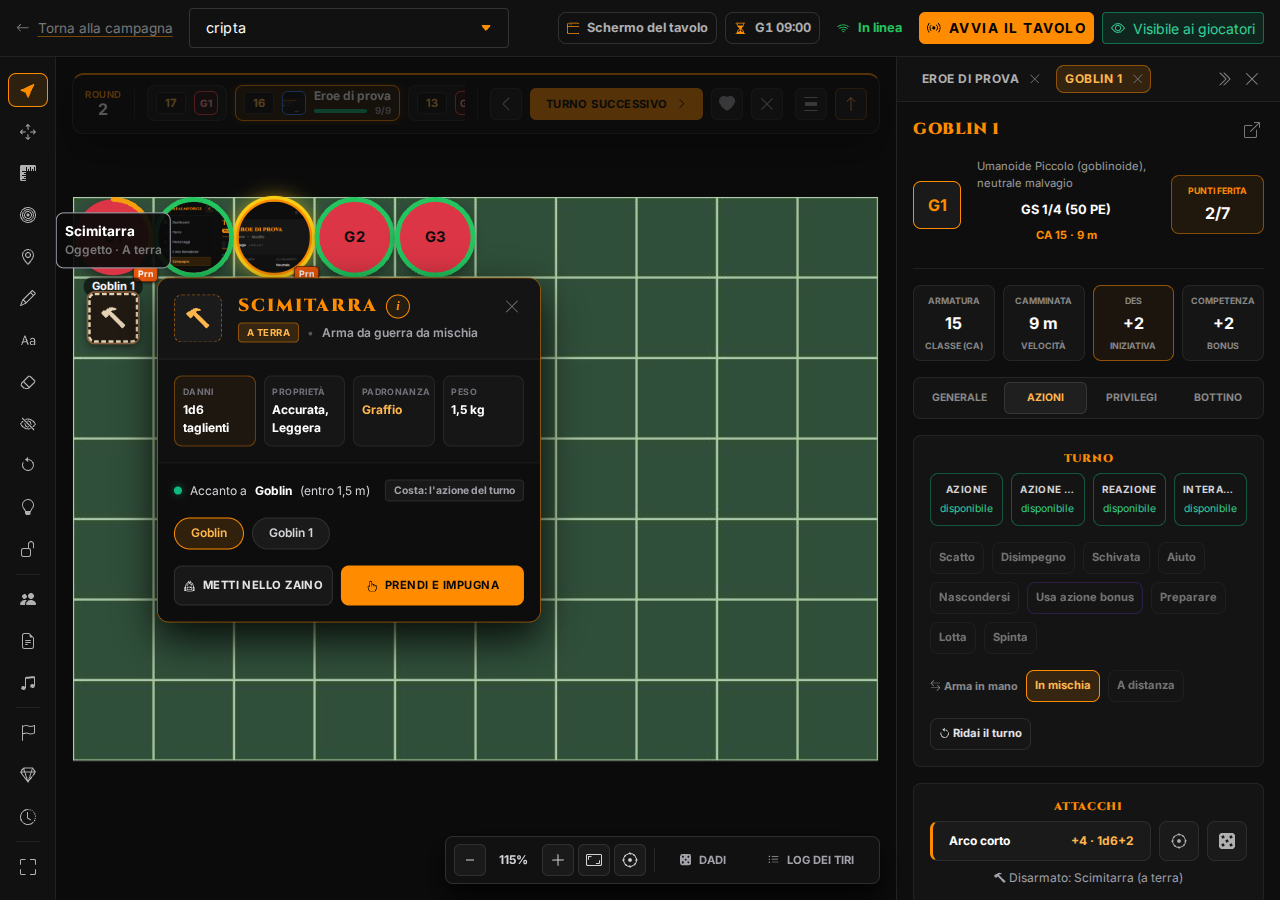 Torna alla campagna
cripta
Schermo del tavolo
G1 09:00
In linea
AVVIA IL TAVOLO
Visibile ai giocatori
ROUND
2
17
G1
16
Eroe di prova
9/9
13
TURNO SUCCESSIVO
EROE DI PROVA
GOBLIN 1
Scimitarra
Oggetto · A terra
Prn
Goblin 1
EROE DI PROVA
Prn
G2
G3
SCIMITARRA
i
A TERRA
Arma da guerra da mischia
DANNI
1d6
taglienti
PROPRIETÀ
Accurata,
Leggera
PADRONANZA
Graffio
PESO
1,5 kg
Accanto a Goblin (entro 1,5 m)
Costa: l'azione del turno
Goblin
Goblin 1
METTI NELLO ZAINO
PRENDI E IMPUGNA
Aa
115%
DADI
LOG DEI TIRI
GOBLIN 1
G1
Umanoide Piccolo (goblinoide),
neutrale malvagio
GS 1/4 (50 PE)
CA 15 · 9 m
PUNTI FERITA
2/7
ARMATURA
15
CLASSE (CA)
CAMMINATA
9 m
VELOCITÀ
DES
+2
INIZIATIVA
COMPETENZA
+2
BONUS
GENERALE
AZIONI
PRIVILEGI
BOTTINO
TURNO
AZIONE
disponibile
AZIONE ...
disponibile
REAZIONE
disponibile
INTERA...
disponibile
Scatto
Disimpegno
Schivata
Aiuto
Nascondersi
Usa azione bonus
Preparare
Lotta
Spinta
Arma in mano
In mischia
A distanza
Ridai il turno
ATTACCHI
Arco corto
+4 · 1d6+2
Disarmato: Scimitarra (a terra)